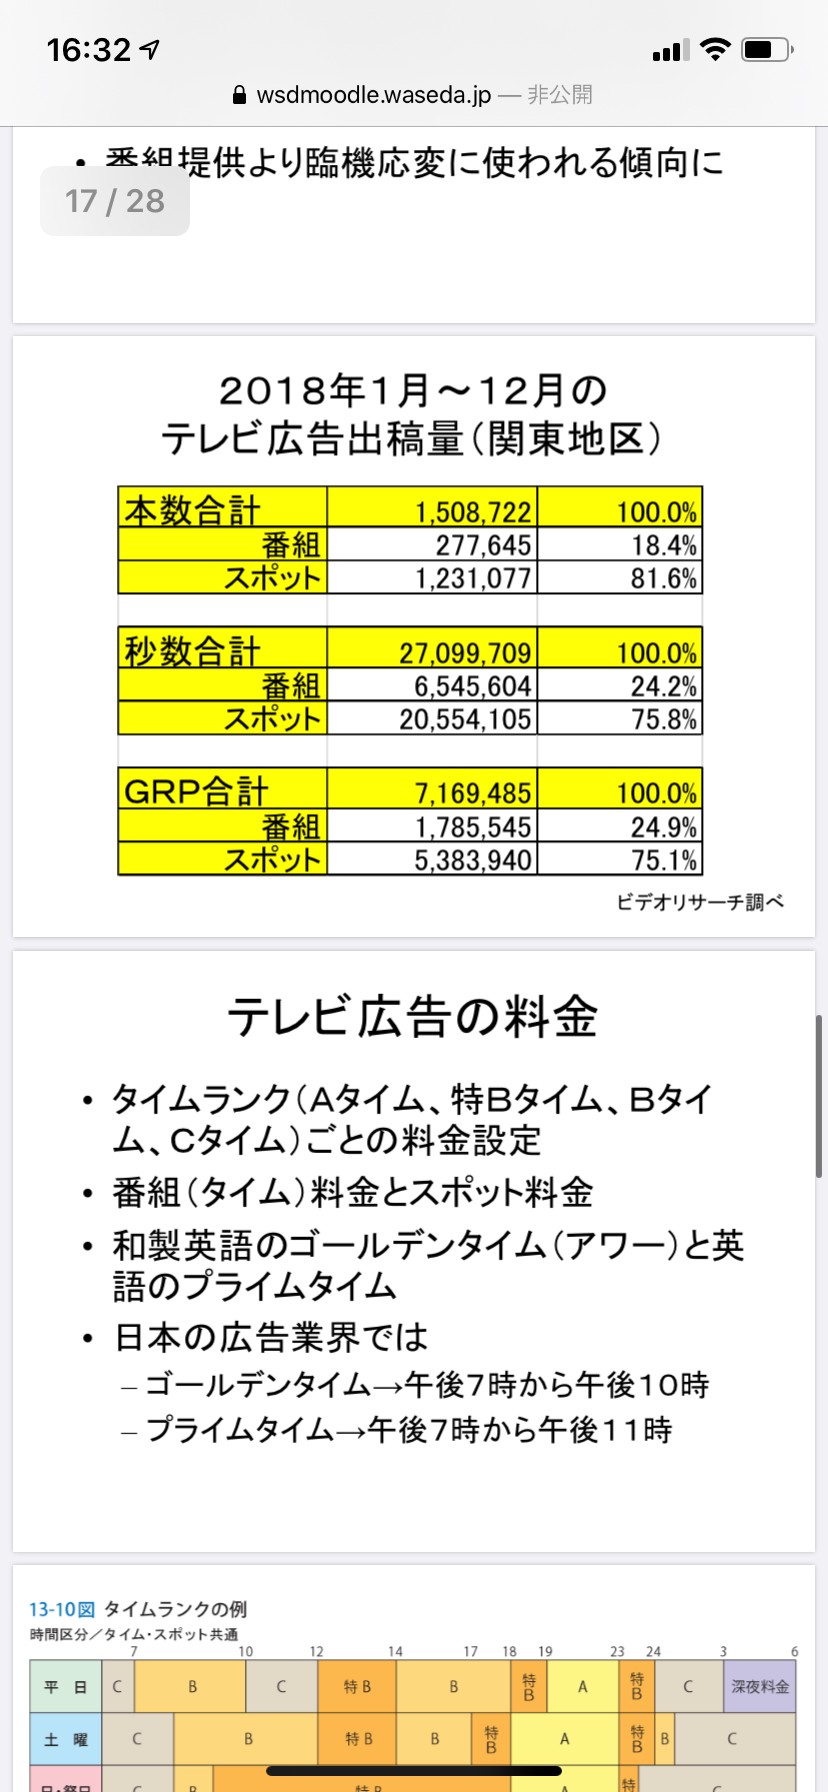 16:32
wsdmoodle.waseda.jp — 非公開
• 番組提供より臨機応変に使われる傾向に
17 / 28
2018年1月～12月の
テレビ広告出稿量(関東地区)
本数合計 1,508,722 100.0%
番組 277,645 18.4%
スポット 1,231,077 81.6%
秒数合計 27,099,709 100.0%
番組 6,545,604 24.2%
スポット 20,554,105 75.8%
GRP合計 7,169,485 100.0%
番組 1,785,545 24.9%
スポット 5,383,940 75.1%
ビデオリサーチ調べ
テレビ広告の料金
• タイムランク(Aタイム、特Bタイム、Bタイ
ム、Cタイム)ごとの料金設定
• 番組(タイム)料金とスポット料金
• 和製英語のゴールデンタイム(アワー)と英
語のプライムタイム
• 日本の広告業界では
– ゴールデンタイム→午後7時から午後10時
– プライムタイム→午後7時から午後11時
13-10図 タイムランクの例
時間区分／タイム・スポット共通
7 10 12 14 17 18 19 23 24 3 6
平日 C B C 特B B 特B A 特B C 深夜料金
土曜 C B 特B B 特B A 特B B C
日・祭日 C B 特B A 特 C